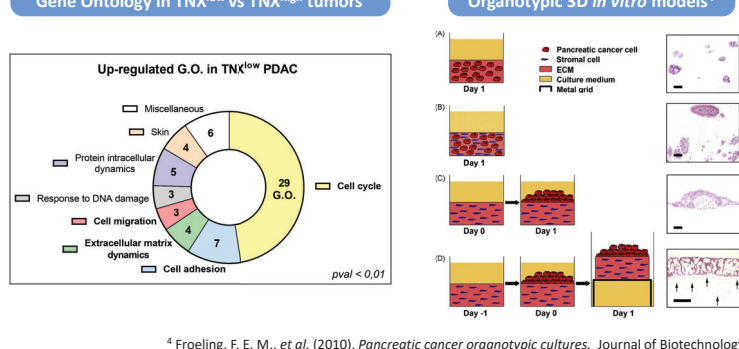 Gene Ontology in TNXlow vs TNXhigh tumors
Organotypic 3D in vitro models4
Up-regulated G.O. in TNXlow PDAC
Miscellaneous
Skin
Protein intracellular
dynamics
Response to DNA damage
Cell migration
Extracellular matrix
dynamics
Cell adhesion
Cell cycle
6
4
5
3
3
4
7
29
G.O.
pval < 0,01
(A)
Day 1
Pancreatic cancer cell
Stromal cell
ECM
Culture medium
Metal grid
(B)
Day 1
(C)
Day 0
Day 1
(D)
Day -1
Day 0
Day 1
4 Froeling, F. E. M., et al. (2010). Pancreatic cancer organotypic cultures. Journal of Biotechnology